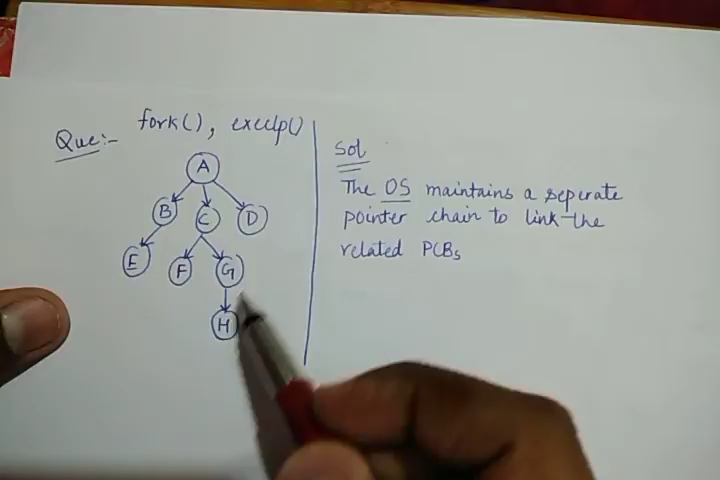 Que:- fork(), execlp()
A
B C D
E F G
H
Sol
The OS maintains a seperate
pointer chain to link the
related PCBs